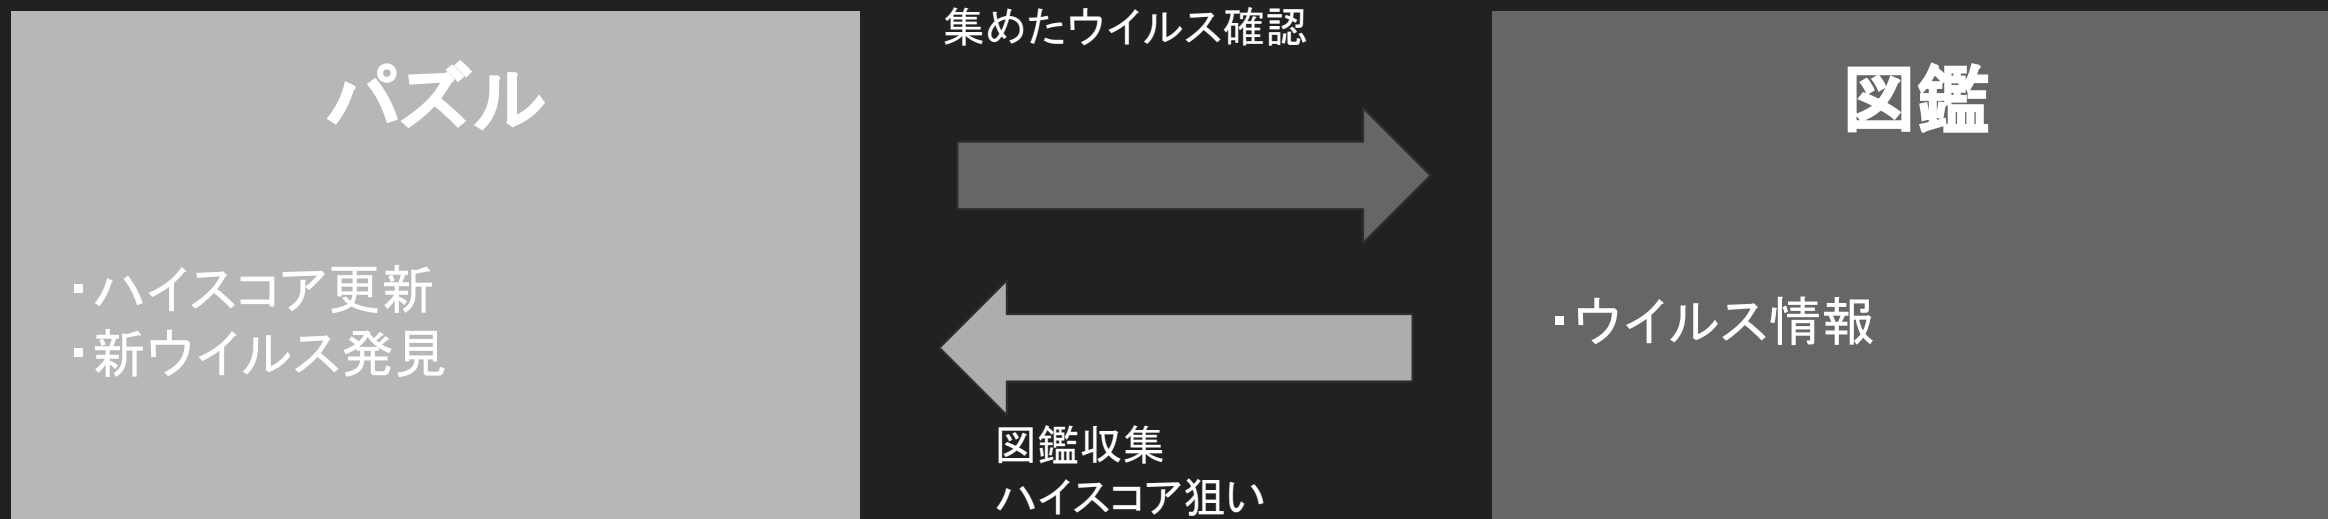 パズル
・ハイスコア更新
・新ウイルス発見
集めたウイルス確認
図鑑収集
ハイスコア狙い
図鑑
・ウイルス情報